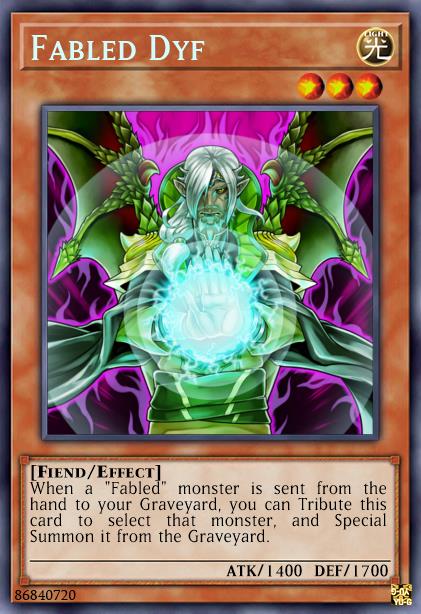 Fabled Dyf
LIGHT
光
[Fiend/Effect]
When a "Fabled" monster is sent from the
hand to your Graveyard, you can Tribute this
card to select that monster, and Special
Summon it from the Graveyard.
ATK/1400 DEF/1700
86840720